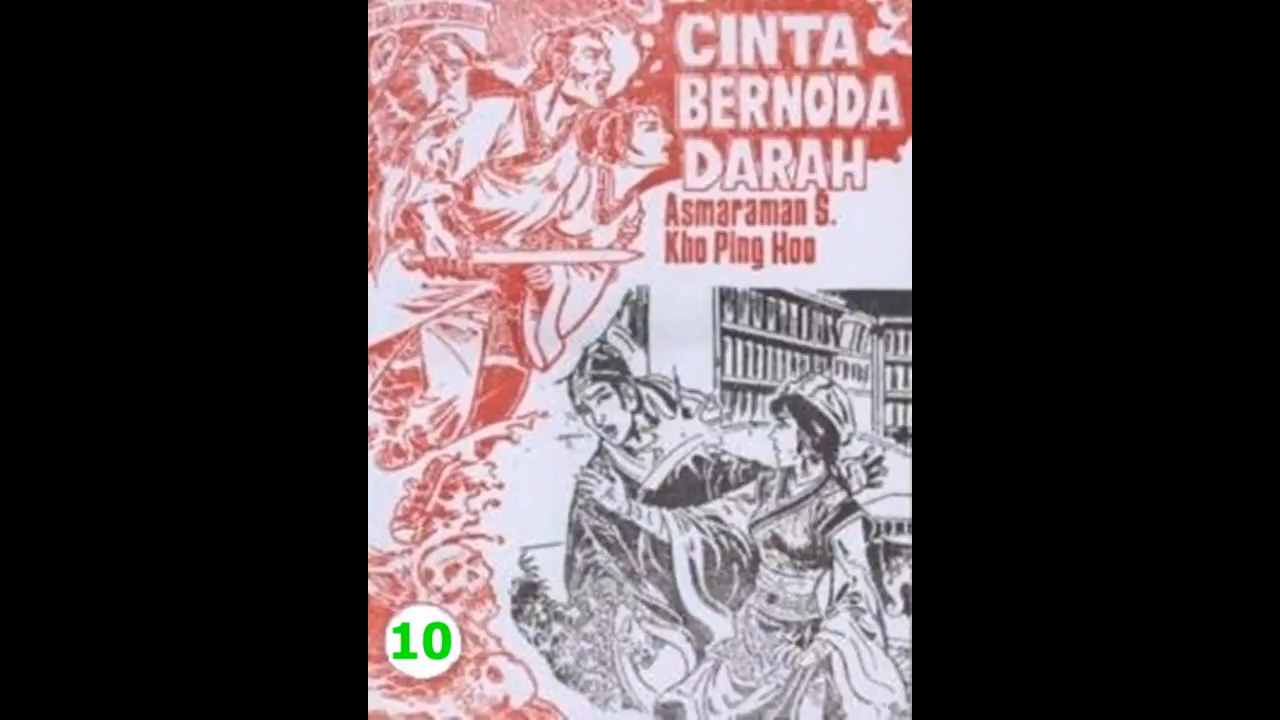 CINTA
BERNODA
DARAH
Asmaraman S.
Kho Ping Hoo
10